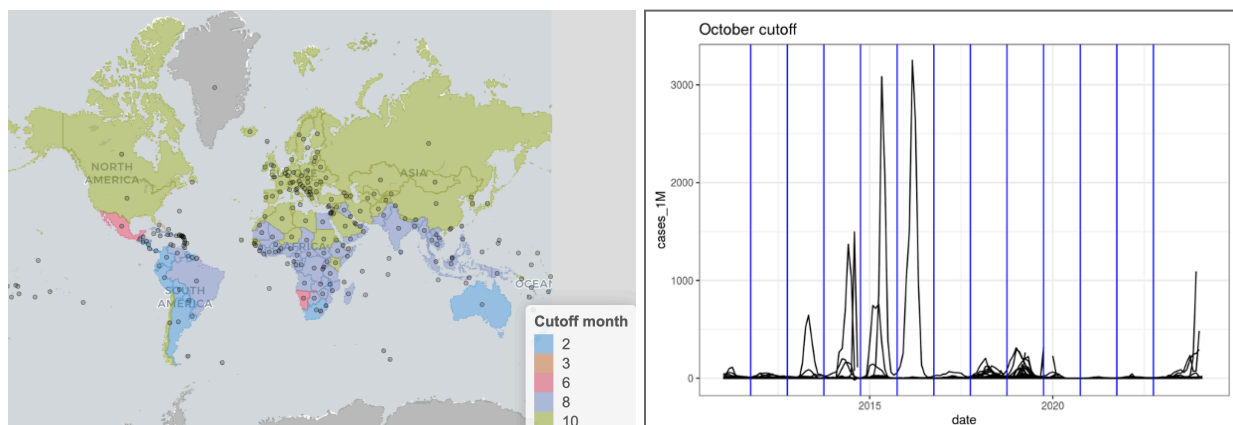 NORTH
AMERICA
ASIA
AFRICA
SOUTH
AMERICA
OCEAN
Cutoff month
2
3
6
8
10
October cutoff
3000
2000
1000
0
cases_1M
2015
2020
date